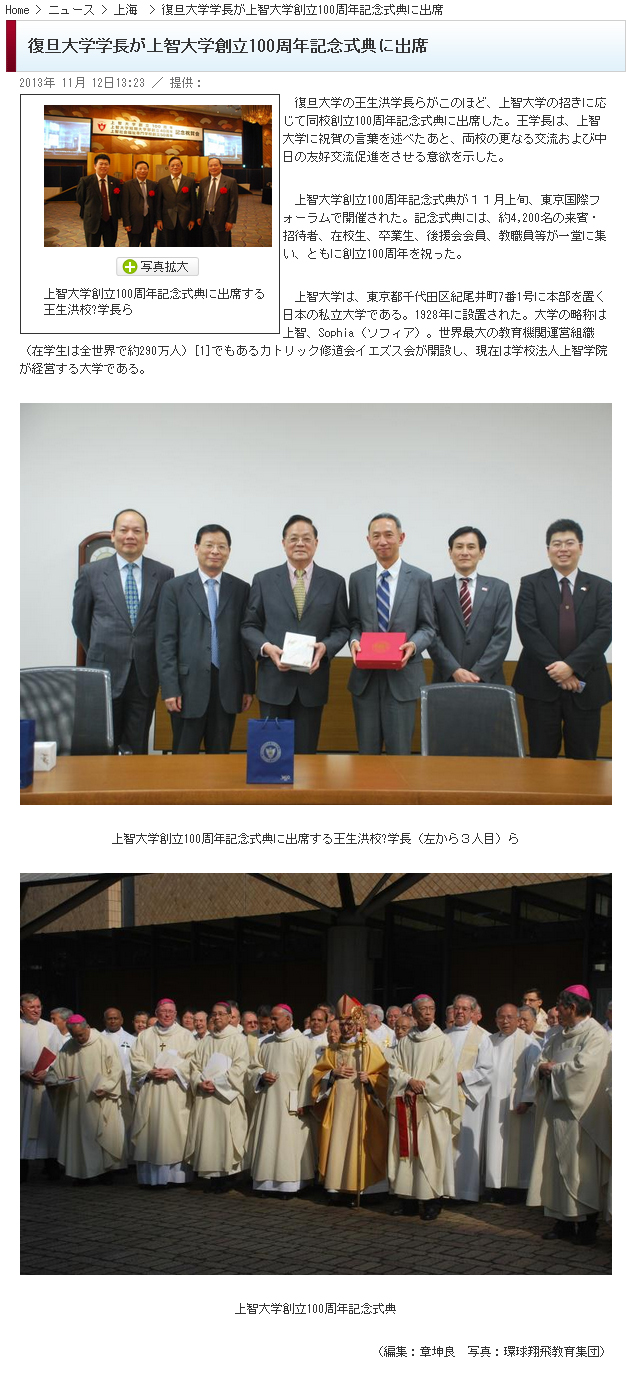 Home > ニュース > 上海 > 復旦大学学長が上智大学創立100周年記念式典に出席
復旦大学学長が上智大学創立100周年記念式典に出席
2013年 11月 12日13:23 ／ 提供：
記念祝賀会
写真拡大
上智大学創立100周年記念式典に出席する
王生洪校?学長ら
復旦大学の王生洪学長らがこのほど、上智大学の招きに応
じて同校創立100周年記念式典に出席した。王学長は、上智
大学に祝賀の言葉を述べたあと、両校の更なる交流および中
日の友好交流促進をさせる意欲を示した。
上智大学創立100周年記念式典が１１月上旬、東京国際フ
ォーラムで開催された。記念式典には、約4,200名の来賓・
招待者、在校生、卒業生、後援会会員、教職員等が一堂に集
い、ともに創立100周年を祝った。
上智大学は、東京都千代田区紀尾井町7番1号に本部を置く
日本の私立大学である。1928年に設置された。大学の略称は
上智、Sophia（ソフィア）。世界最大の教育機関運営組織
（在学生は全世界で約290万人）[1]でもあるカトリック修道会イエズス会が開設し、現在は学校法人上智学院
が経営する大学である。
上智大学創立100周年記念式典に出席する王生洪校?学長（左から３人目）ら
上智大学創立100周年記念式典
（編集：章坤良　写真：環球翔飛教育集団）